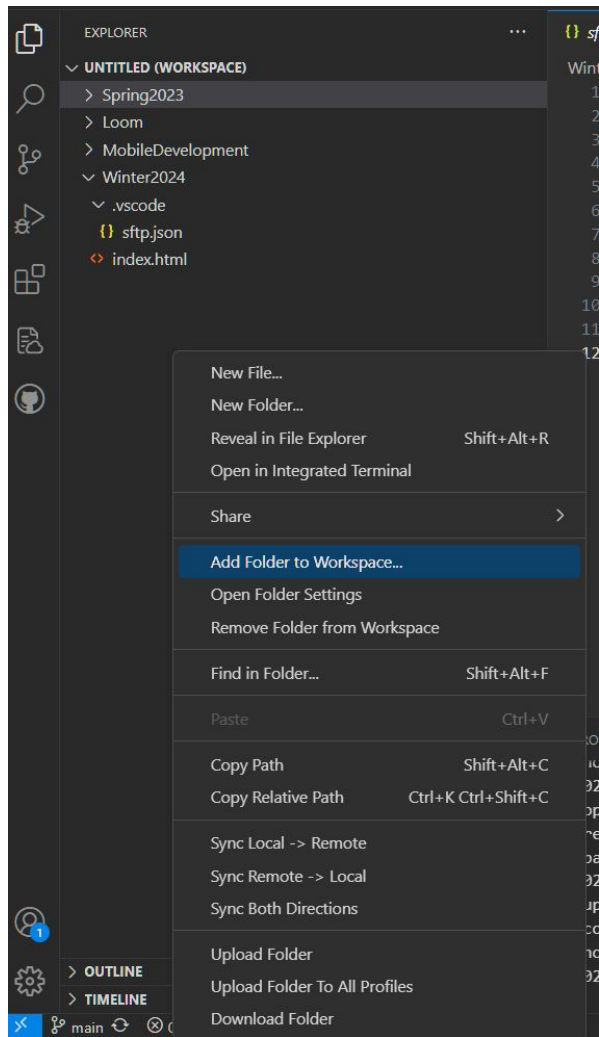 EXPLORER ...
{} sf
UNTITLED (WORKSPACE)
Wint
Spring2023
1
Loom
2
MobileDevelopment
3
Winter2024
4
.vscode
5
{} sftp.json
6
<> index.html
7
8
9
10
11
12
New File...
New Folder...
Reveal in File Explorer Shift+Alt+R
Open in Integrated Terminal
Share >
Add Folder to Workspace...
Open Folder Settings
Remove Folder from Workspace
Find in Folder... Shift+Alt+F
Paste Ctrl+V
Copy Path Shift+Alt+C
Copy Relative Path Ctrl+K Ctrl+Shift+C
Sync Local -> Remote
Sync Remote -> Local
Sync Both Directions
Upload Folder
Upload Folder To All Profiles
Download Folder
1
OUTLINE
TIMELINE
main